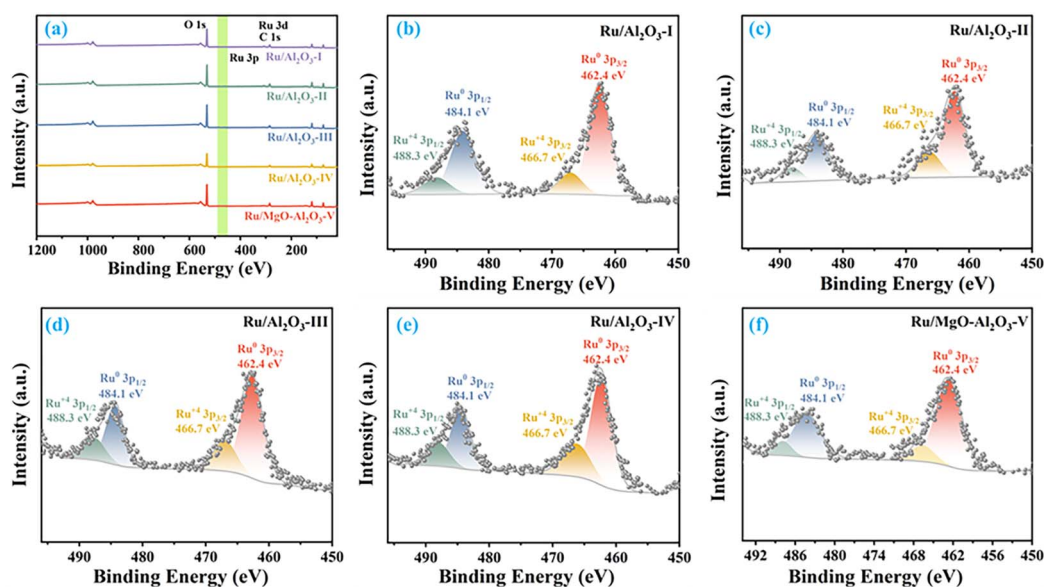 (a)
O 1s
Ru 3d
C 1s
Ru 3p
Ru/Al₂O₃-I
Ru/Al₂O₃-II
Ru/Al₂O₃-III
Ru/Al₂O₃-IV
Ru/MgO-Al₂O₃-V
Intensity (a.u.)
1200 1000 800 600 400 200
Binding Energy (eV)
(b)
Ru/Al₂O₃-I
Ru⁰ 3p₃/₂
462.4 eV
Ru⁰ 3p₁/₂
484.1 eV
Ru⁺⁴ 3p₁/₂
488.3 eV
Ru⁺⁴ 3p₃/₂
466.7 eV
Intensity (a.u.)
490 480 470 460 450
Binding Energy (eV)
(c)
Ru/Al₂O₃-II
Ru⁰ 3p₃/₂
462.4 eV
Ru⁰ 3p₁/₂
484.1 eV
Ru⁺⁴ 3p₁/₂
488.3 eV
Ru⁺⁴ 3p₃/₂
466.7 eV
Intensity (a.u.)
490 480 470 460 450
Binding Energy (eV)
(d)
Ru/Al₂O₃-III
Ru⁰ 3p₃/₂
462.4 eV
Ru⁰ 3p₁/₂
484.1 eV
Ru⁺⁴ 3p₁/₂
488.3 eV
Ru⁺⁴ 3p₃/₂
466.7 eV
Intensity (a.u.)
490 480 470 460 450
Binding Energy (eV)
(e)
Ru/Al₂O₃-IV
Ru⁰ 3p₃/₂
462.4 eV
Ru⁰ 3p₁/₂
484.1 eV
Ru⁺⁴ 3p₁/₂
488.3 eV
Ru⁺⁴ 3p₃/₂
466.7 eV
Intensity (a.u.)
490 480 470 460 450
Binding Energy (eV)
(f)
Ru/MgO-Al₂O₃-V
Ru⁰ 3p₃/₂
462.4 eV
Ru⁰ 3p₁/₂
484.1 eV
Ru⁺⁴ 3p₁/₂
488.3 eV
Ru⁺⁴ 3p₃/₂
466.7 eV
Intensity (a.u.)
492 486 480 474 468 462 456 450
Binding Energy (eV)